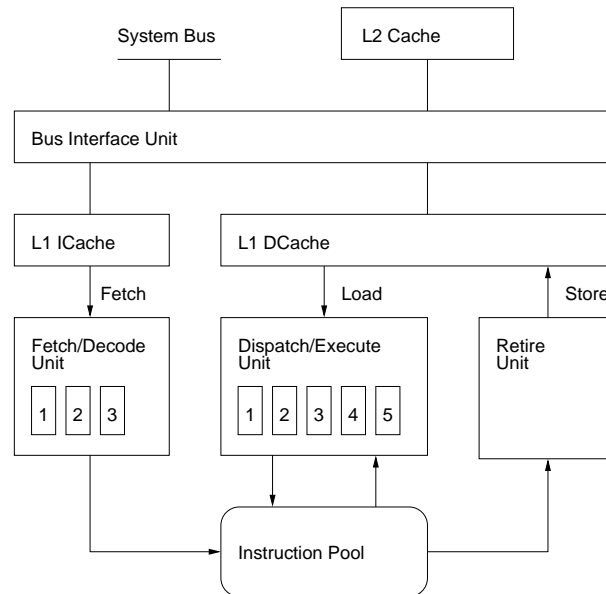 System Bus
L2 Cache
Bus Interface Unit
L1 ICache
L1 DCache
Fetch
Load
Store
Fetch/Decode
Unit
1 2 3
Dispatch/Execute
Unit
1 2 3 4 5
Retire
Unit
Instruction Pool